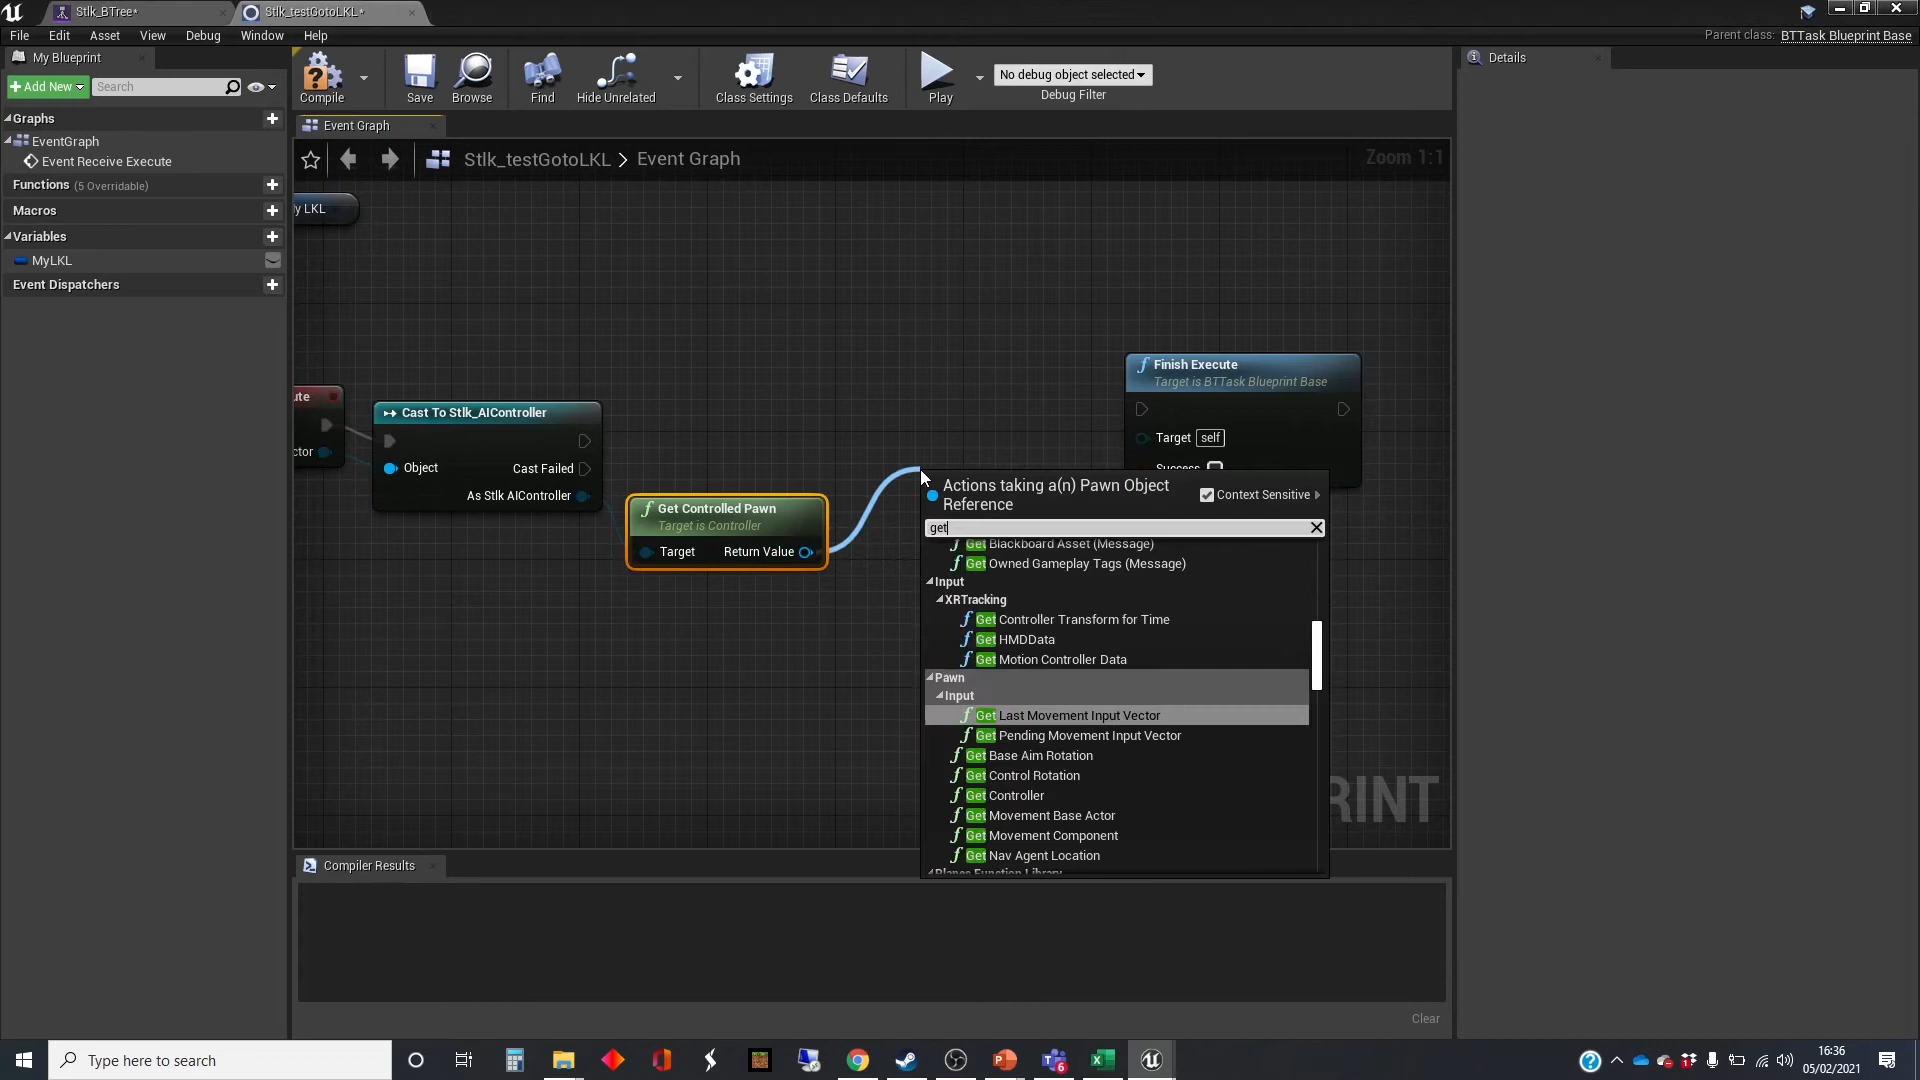 Stlk_BTree*
Stlk_testGotoLKL*
File Edit Asset View Debug Window Help
Parent class: BTTask Blueprint Base
My Blueprint
Add New
Search
Compile
Save
Browse
Find
Hide Unrelated
Class Settings
Class Defaults
Play
No debug object selected
Debug Filter
Details
Graphs
EventGraph
Event Receive Execute
Functions (5 Overridable)
Macros
Variables
MyLKL
Event Dispatchers
Event Graph
Stlk_testGotoLKL > Event Graph
Zoom 1:1
y LKL
ute
ctor
Cast To Stlk_AIController
Object
Cast Failed
As Stlk AIController
Get Controlled Pawn
Target is Controller
Target
Return Value
Finish Execute
Target is BTTask Blueprint Base
Target self
Success
Actions taking a(n) Pawn Object
Reference
Context Sensitive
get
Get Blackboard Asset (Message)
Get Owned Gameplay Tags (Message)
Input
XRTracking
Get Controller Transform for Time
Get HMDData
Get Motion Controller Data
Pawn
Input
Get Last Movement Input Vector
Get Pending Movement Input Vector
Get Base Aim Rotation
Get Control Rotation
Get Controller
Get Movement Base Actor
Get Movement Component
Get Nav Agent Location
Planes Function Library
RINT
Compiler Results
Clear
Type here to search
6
16:36
05/02/2021